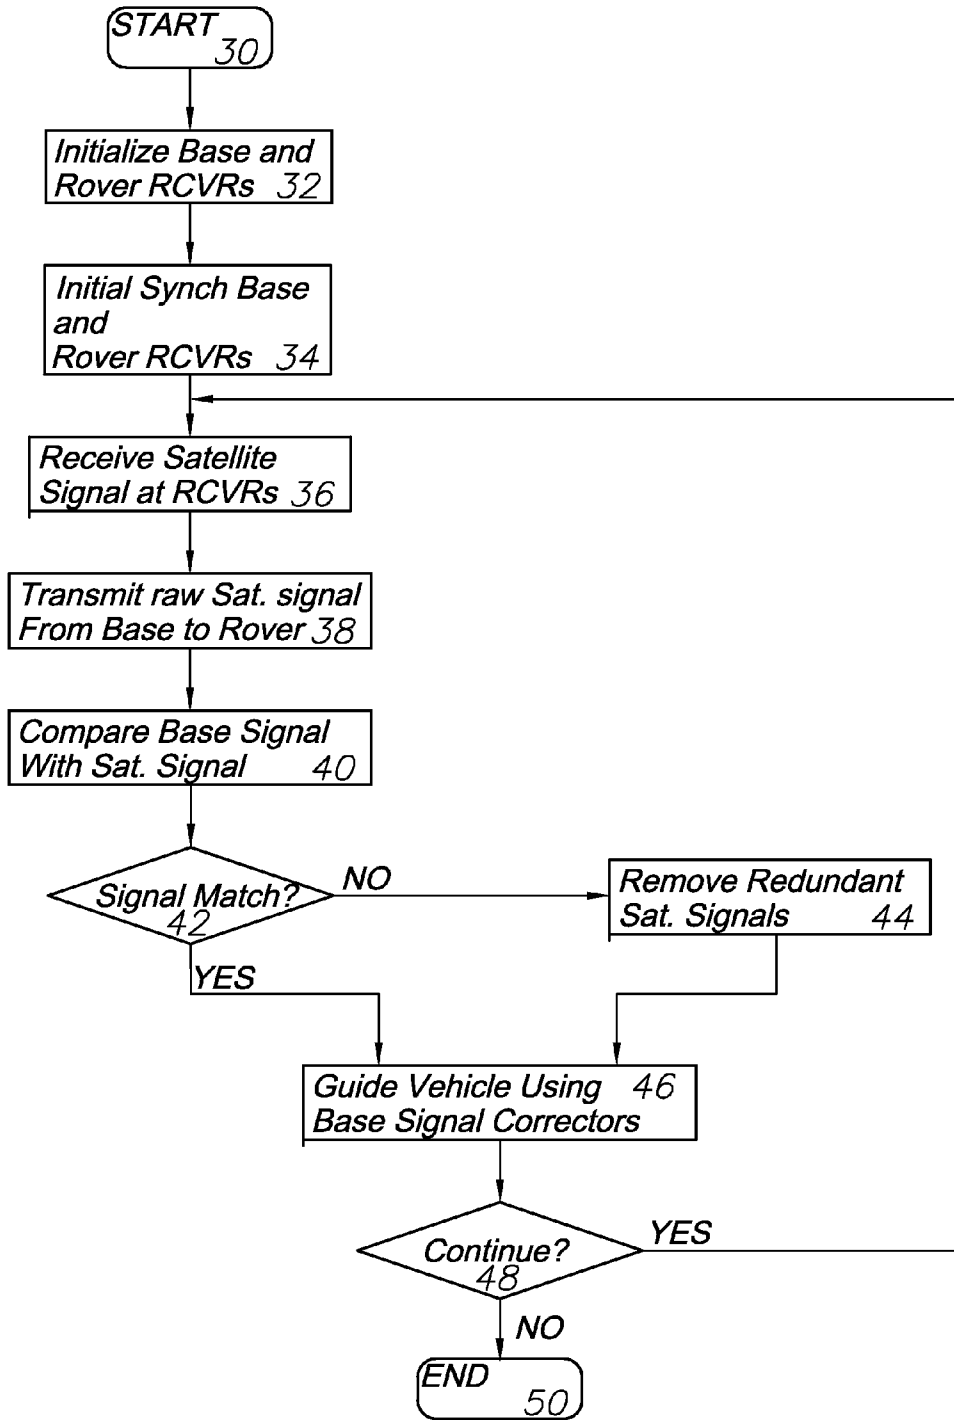 START
30
Initialize Base and
Rover RCVRs 32
Initial Synch Base
and
Rover RCVRs 34
Receive Satellite
Signal at RCVRs 36
Transmit raw Sat. signal
From Base to Rover 38
Compare Base Signal
With Sat. Signal 40
Signal Match?
42
NO
Remove Redundant
Sat. Signals 44
YES
Guide Vehicle Using 46
Base Signal Correctors
Continue?
48
YES
NO
END
50